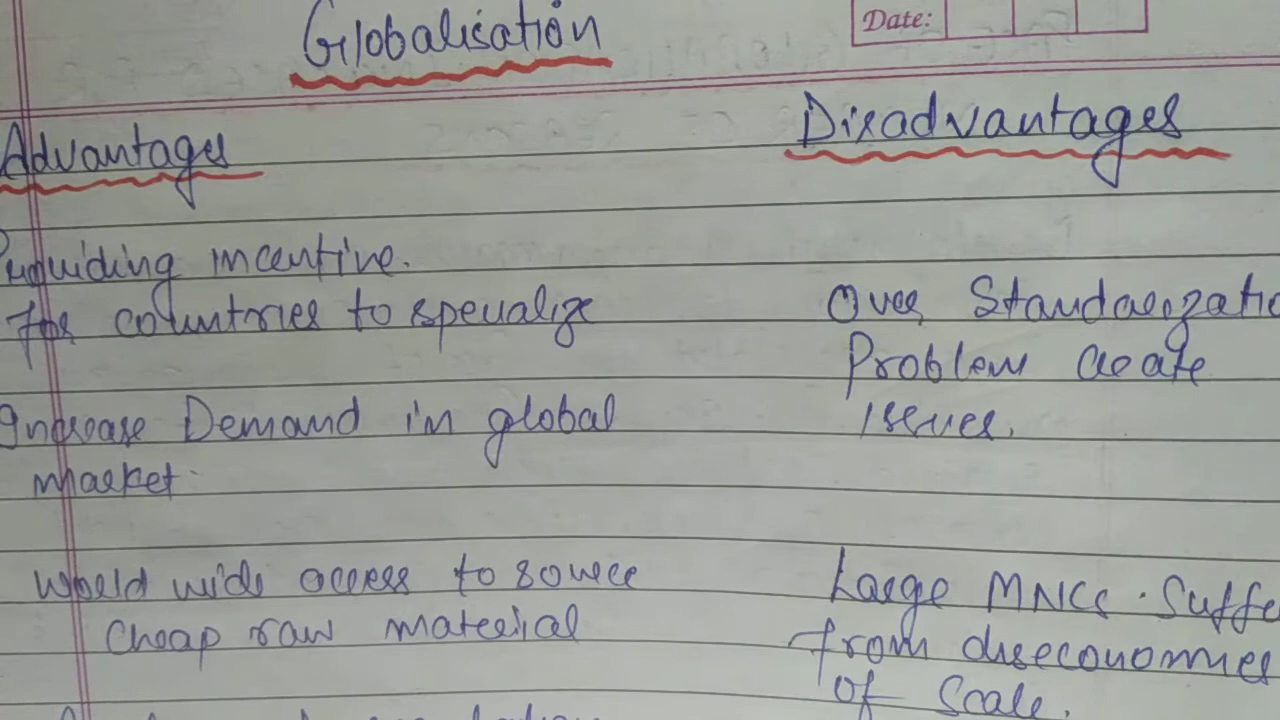 Globalisation
Date:
Advantages
Disadvantages
Providing incentive.
for countries to specialize
Increase Demand in global
market.
World wide access to source
Cheap raw material
Over Standardizatio
Problem create
issues.
Large MNCs. Suffe
from diseconomies
of Scale.